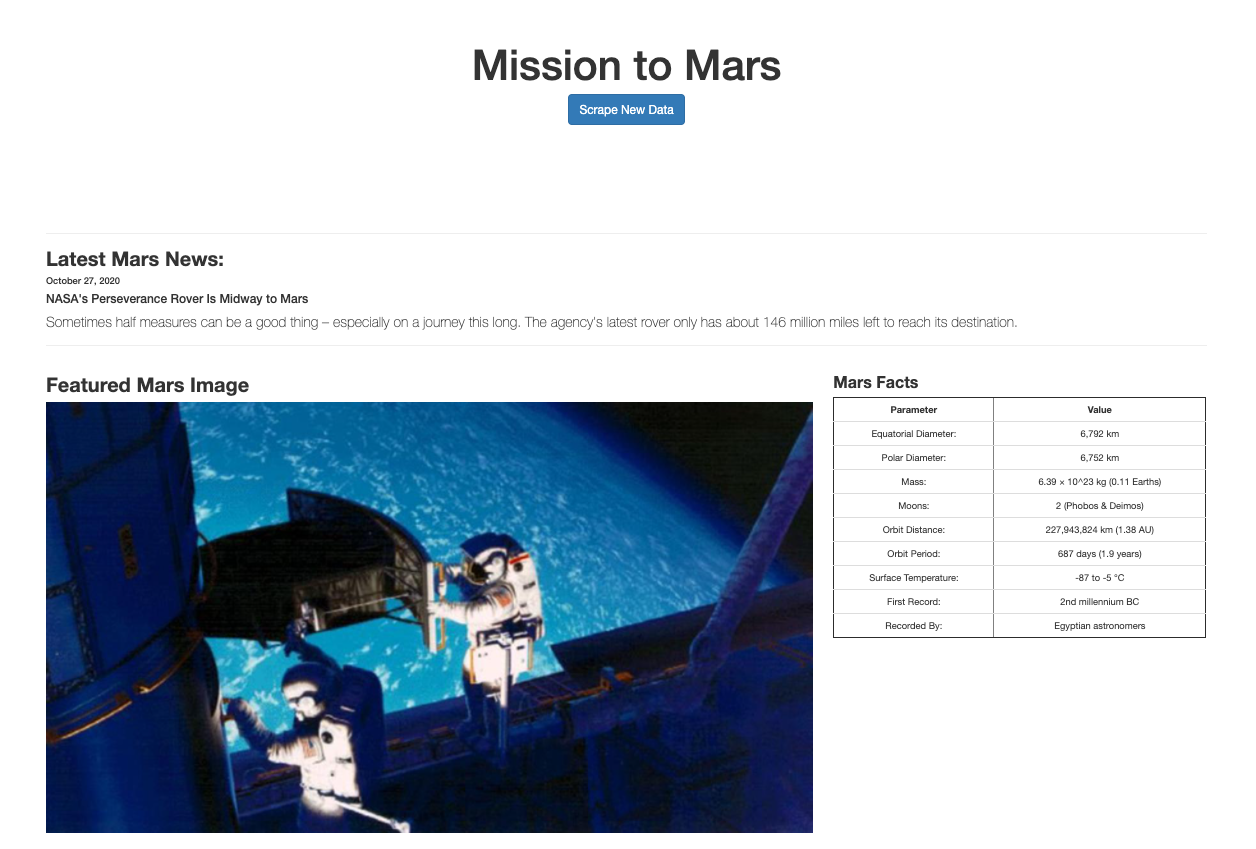 Mission to Mars
Scrape New Data
Latest Mars News:
October 27, 2020
NASA's Perseverance Rover Is Midway to Mars
Sometimes half measures can be a good thing – especially on a journey this long. The agency's latest rover only has about 146 million miles left to reach its destination.
Featured Mars Image
Mars Facts
Parameter Value
Equatorial Diameter: 6,792 km
Polar Diameter: 6,752 km
Mass: 6.39 × 10^23 kg (0.11 Earths)
Moons: 2 (Phobos & Deimos)
Orbit Distance: 227,943,824 km (1.38 AU)
Orbit Period: 687 days (1.9 years)
Surface Temperature: -87 to -5 °C
First Record: 2nd millennium BC
Recorded By: Egyptian astronomers